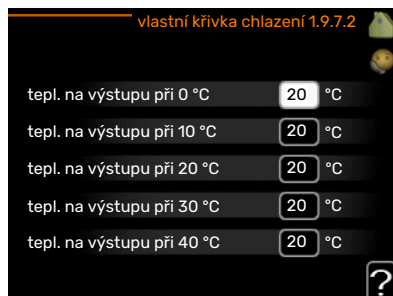 vlastní křivka chlazení 1.9.7.2
tepl. na výstupu při 0 °C 20 °C
tepl. na výstupu při 10 °C 20 °C
tepl. na výstupu při 20 °C 20 °C
tepl. na výstupu při 30 °C 20 °C
tepl. na výstupu při 40 °C 20 °C
?